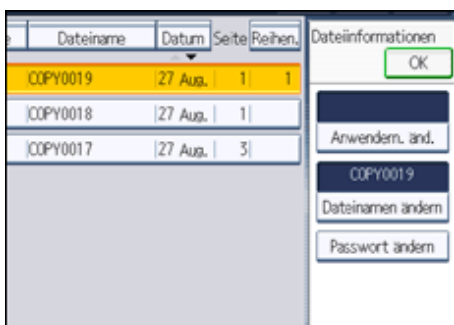 Dateiname Datum Seite Reihen.
COPY0019 27 Aug. 1 1
COPY0018 27 Aug. 1
COPY0017 27 Aug. 3
Dateiinformationen
OK
Anwendern. änd.
COPY0019
Dateinamen ändern
Passwort ändern